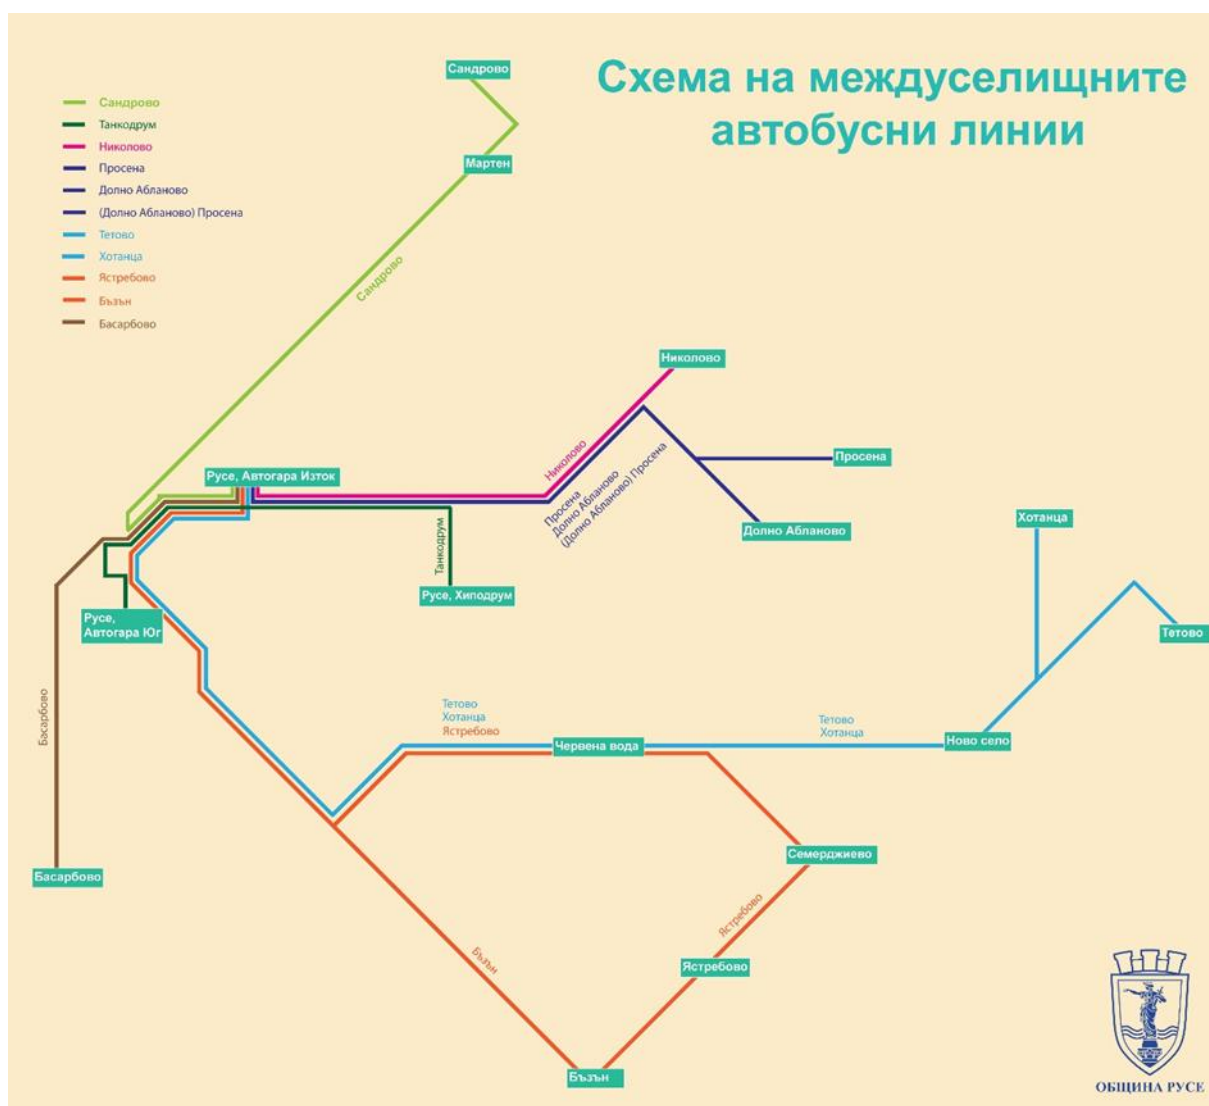 Схема на междуселищните
автобусни линии
Сандрово
Танкодрум
Николово
Просена
Долно Абланово
(Долно Абланово) Просена
Тетово
Хотанца
Ястребово
Бъзън
Басарбово
Сандрово
Мартен
Сандрово
Николово
Русе, Автогара Изток
Николово
Просена
Долно Абланово
(Долно Абланово) Просена
Просена
Долно Абланово
Хотанца
Танкодрум
Русе, Хиподрум
Русе,
Автогара Юг
Тетово
Басарбово
Тетово
Хотанца
Ястребово
Тетово
Хотанца
Червена вода
Ново село
Семерджиево
Басарбово
Ястребово
Бъзън
Ястребово
Бъзън
ОБЩИНА РУСЕ